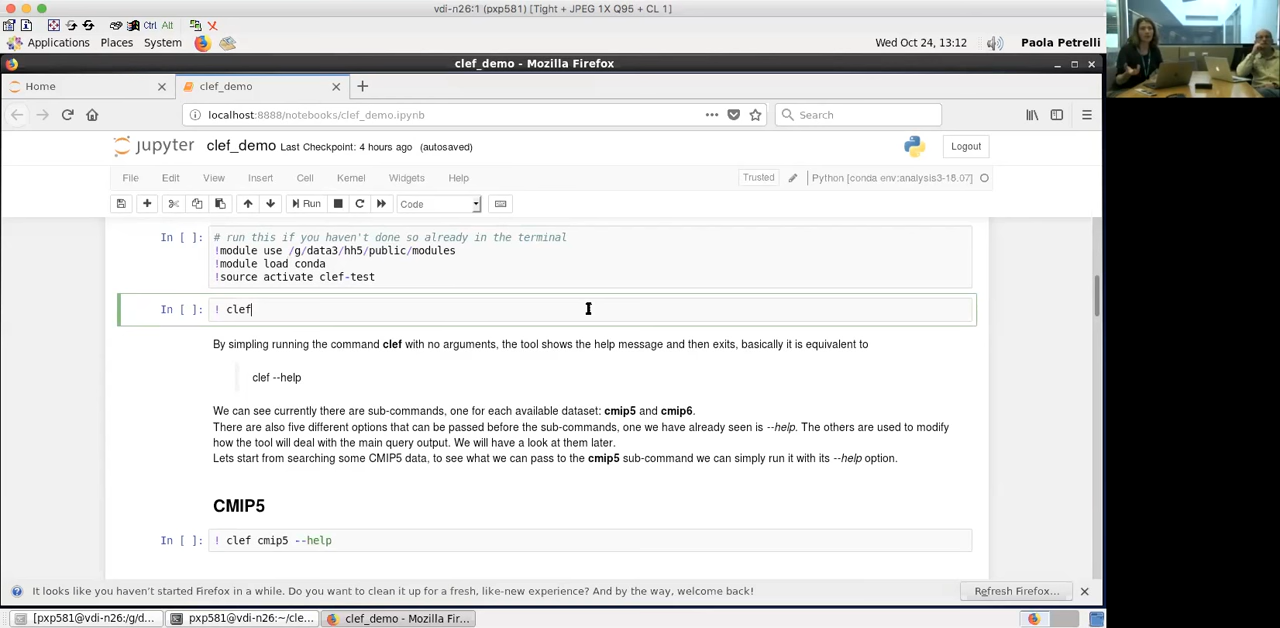 vdi-n26:1 (pxp581) [Tight + JPEG 1X Q95 + CL 1]
Ctrl Alt
Applications Places System Wed Oct 24, 13:12 Paola Petrelli
clef_demo - Mozilla Firefox
Home clef_demo
localhost:8888/notebooks/clef_demo.ipynb Search
jupyter clef_demo Last Checkpoint: 4 hours ago (autosaved) Logout
File Edit View Insert Cell Kernel Widgets Help Trusted Python [conda env:analysis3-18.07]
Run Code
In [ ]: # run this if you haven't done so already in the terminal
!module use /g/data3/hh5/public/modules
!module load conda
!source activate clef-test
In [ ]: ! clef
By simpling running the command clef with no arguments, the tool shows the help message and then exits, basically it is equivalent to
clef --help
We can see currently there are sub-commands, one for each available dataset: cmip5 and cmip6.
There are also five different options that can be passed before the sub-commands, one we have already seen is --help. The others are used to modify
how the tool will deal with the main query output. We will have a look at them later.
Lets start from searching some CMIP5 data, to see what we can pass to the cmip5 sub-command we can simply run it with its --help option.
CMIP5
In [ ]: ! clef cmip5 --help
It looks like you haven't started Firefox in a while. Do you want to clean it up for a fresh, like-new experience? And by the way, welcome back! Refresh Firefox...
[pxp581@vdi-n26:/g/d... pxp581@vdi-n26:~/cle... clef_demo - Mozilla Fir...